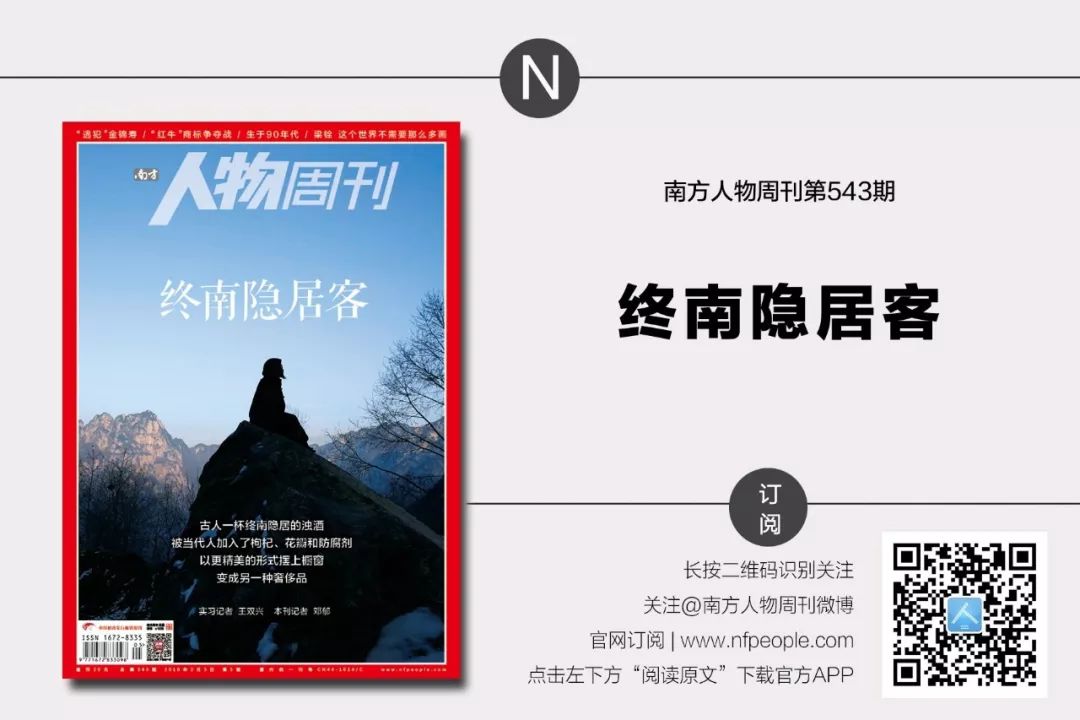 N
"逃犯"金锦寿 / "红牛"商标争夺战 / 生于90年代 / 梁铨 这个世界不需要那么多画
南方
人物周刊
终南隐居客
古人一杯终南隐居的浊酒
被当代人加入了枸杞、花瓣和防腐剂
以更精美的形式摆上橱窗
变成另一种奢侈品
实习记者 王双兴 本刊记者 邓郁
ISSN 1672-8335
www.nfpeople.com
南方人物周刊第543期
终南隐居客
订阅
长按二维码识别关注
关注@南方人物周刊微博
官网订阅 | www.nfpeople.com
点击左下方“阅读原文”下载官方APP